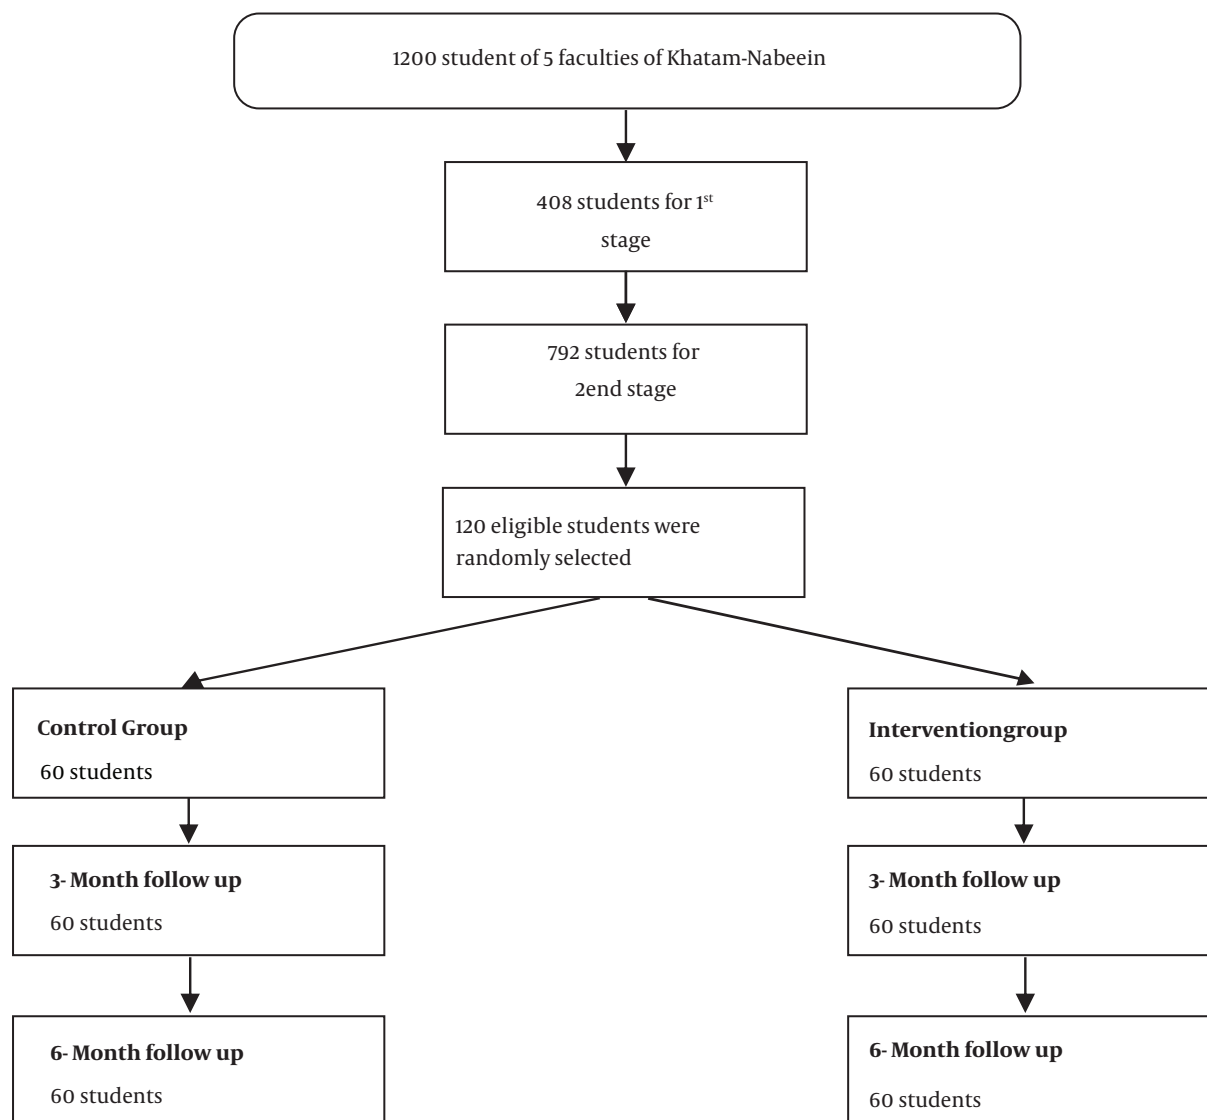 1200 student of 5 faculties of Khatam-Nabeein
408 students for 1st
stage
792 students for
2end stage
120 eligible students were
randomly selected
Control Group
60 students
Interventiongroup
60 students
3- Month follow up
60 students
3- Month follow up
60 students
6- Month follow up
60 students
6- Month follow up
60 students